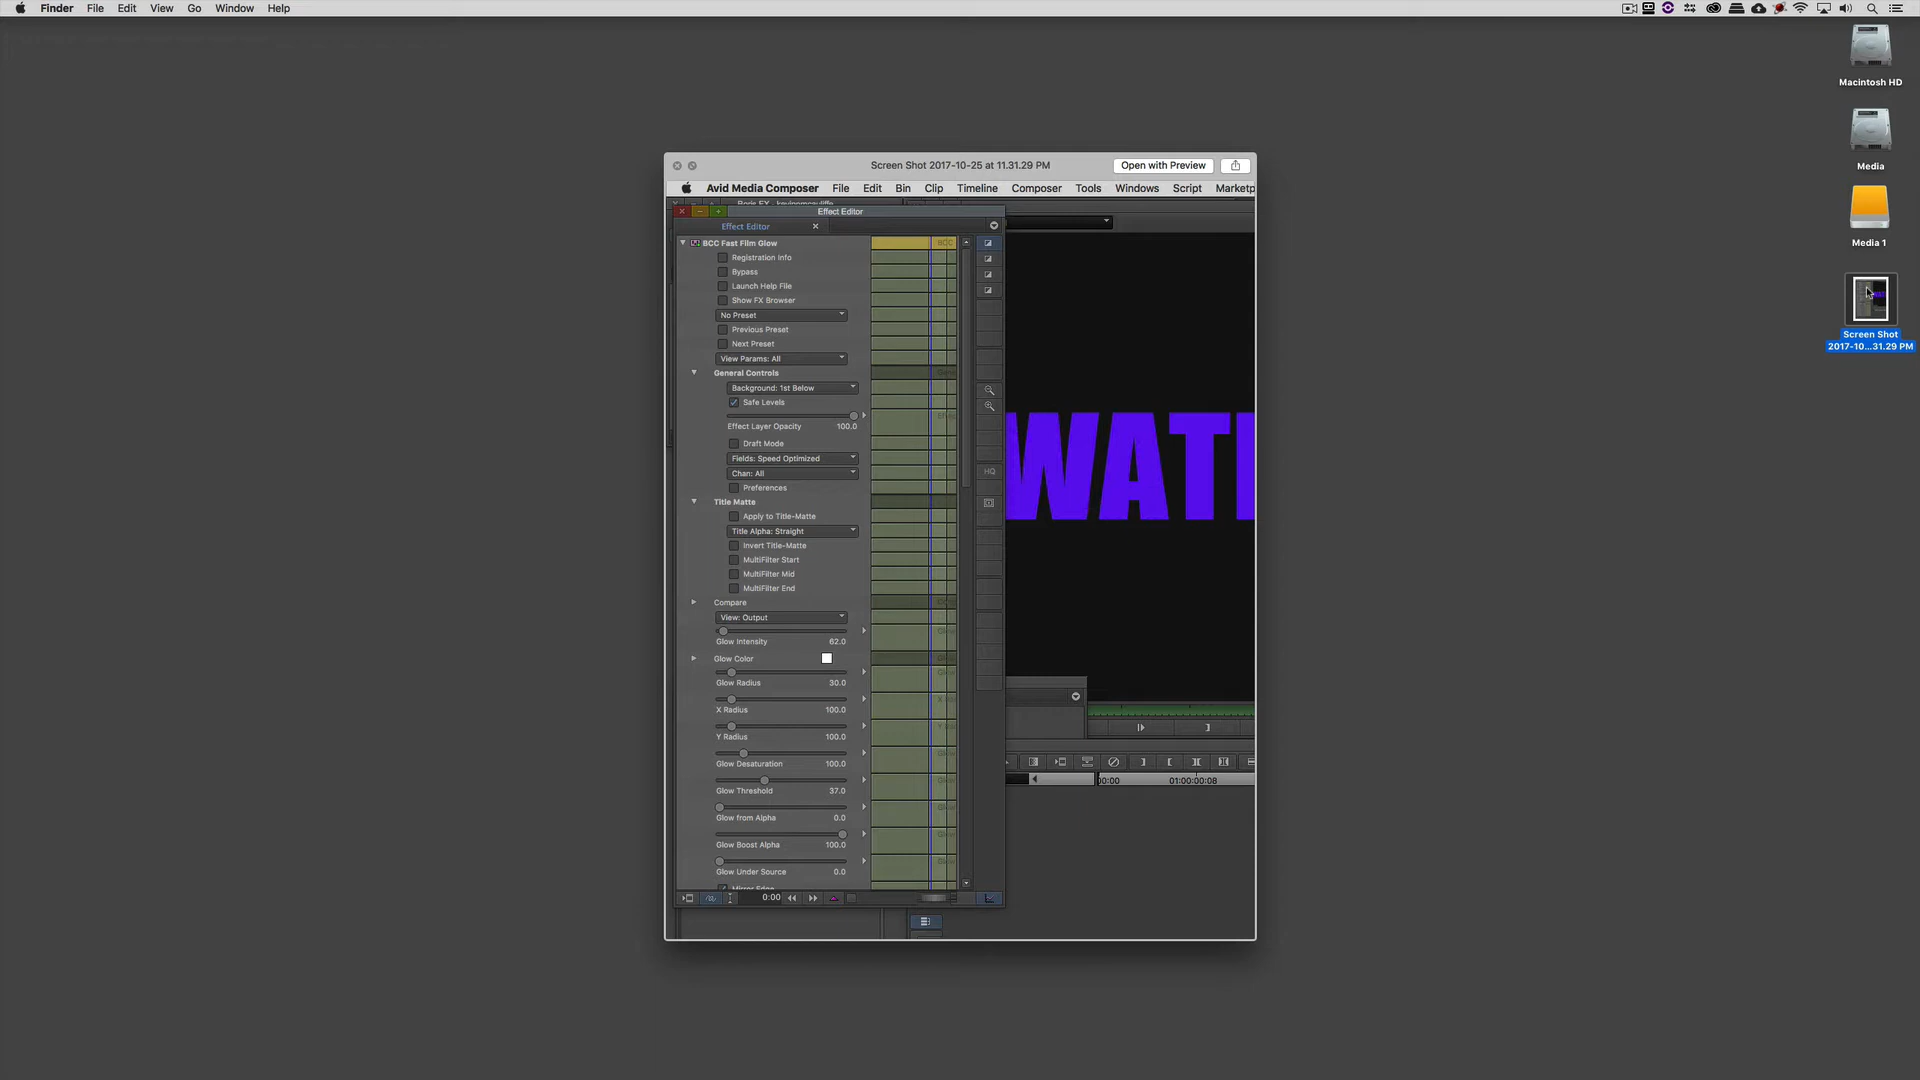 Finder File Edit View Go Window Help
Macintosh HD
Media
Media 1
Screen Shot
2017-10...31.29 PM
Screen Shot 2017-10-25 at 11.31.29 PM
Open with Preview
Avid Media Composer File Edit Bin Clip Timeline Composer Tools Windows Script Marketp
Effect Editor
Effect Editor
BCC Fast Film Glow
BCC
Registration Info
Bypass
Launch Help File
Show FX Browser
No Preset
Previous Preset
Next Preset
View Params: All
General Controls
Background: 1st Below
Safe Levels
Effect Layer Opacity 100.0
Draft Mode
Fields: Speed Optimized
Chan: All
HQ
Preferences
Title Matte
Apply to Title-Matte
Title Alpha: Straight
Invert Title-Matte
MultiFilter Start
MultiFilter Mid
MultiFilter End
Compare
View: Output
Glow Intensity 62.0
Glow Color
Glow Radius 30.0
X Radius 100.0
Y Radius 100.0
Glow Desaturation 100.0
Glow Threshold 37.0
Glow from Alpha 0.0
Glow Boost Alpha 100.0
Glow Under Source 0.0
Mirror Edge
0:00
WATE
00:00 01:00:00:08